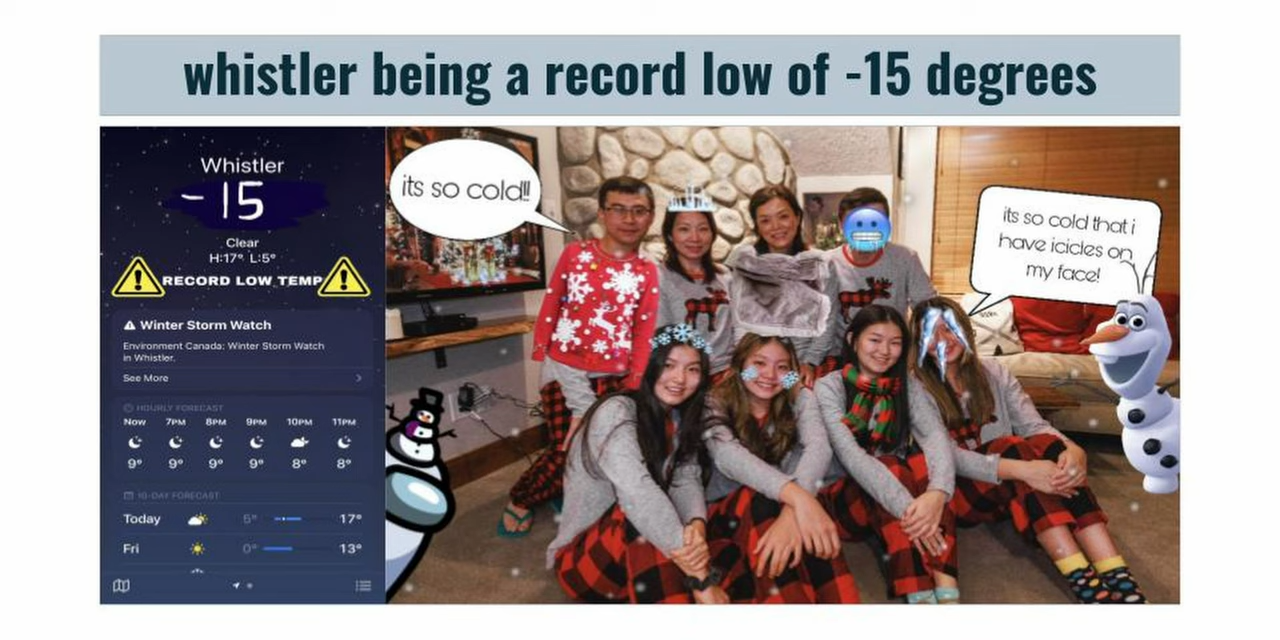 whistler being a record low of -15 degrees
Whistler
-15
Clear
H:17° L:5°
RECORD LOW TEMP
Winter Storm Watch
Environment Canada: Winter Storm Watch
in Whistler.
See More
HOURLY FORECAST
Now 7PM 8PM 9PM 10PM 11PM
9° 9° 9° 9° 8° 8°
10-DAY FORECAST
Today 5° 17°
Fri 0° 13°
its so cold!!!
its so cold that i
have icicles on
my face!